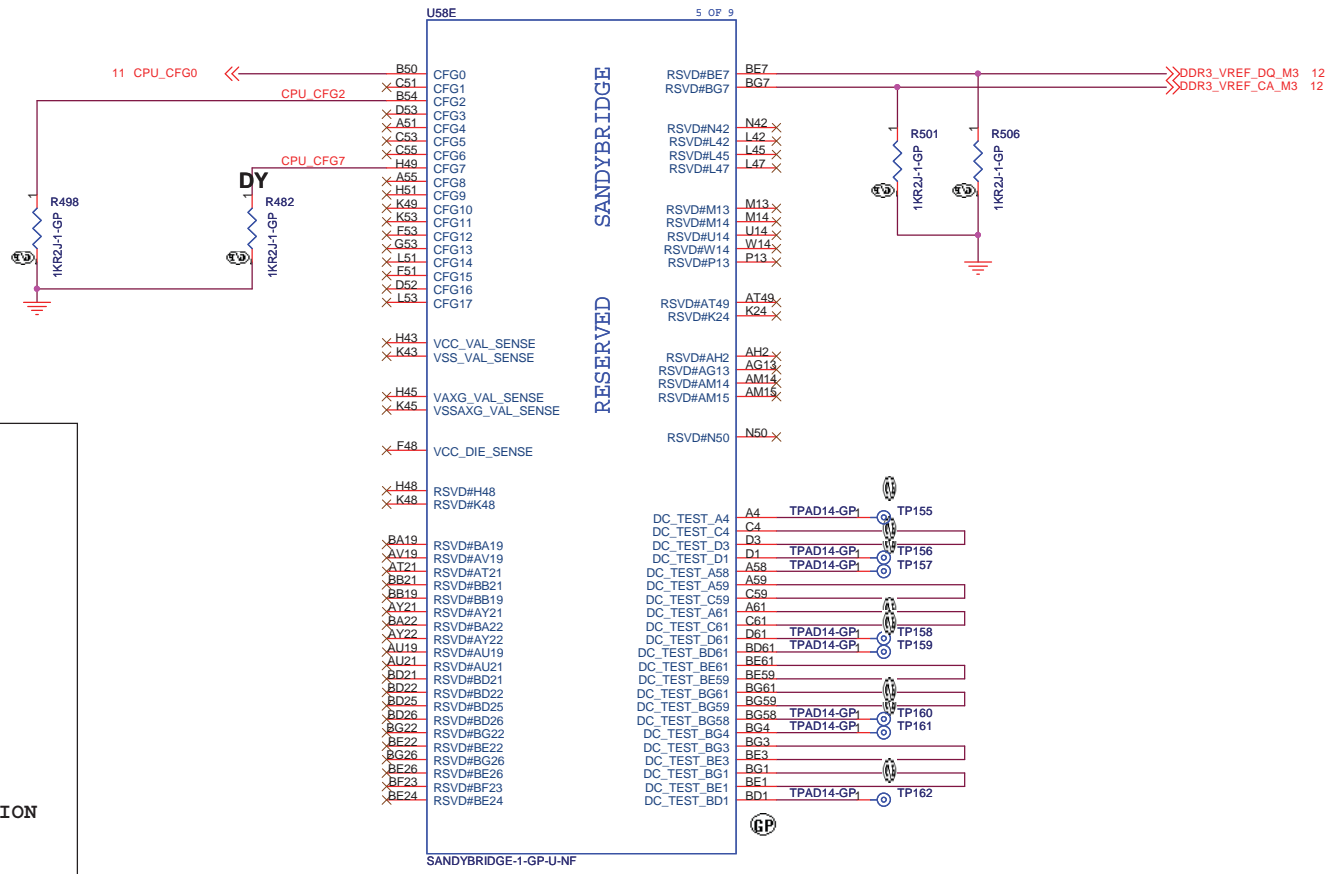 U58E
5 OF 9
11 CPU_CFG0
B50 CFG0
C51 CFG1
CPU_CFG2 B54 CFG2
D53 CFG3
A51 CFG4
C53 CFG5
C55 CFG6
CPU_CFG7 H49 CFG7
A55 CFG8
H51 CFG9
K49 CFG10
K53 CFG11
F53 CFG12
G53 CFG13
L51 CFG14
F51 CFG15
D52 CFG16
L53 CFG17
H43 VCC_VAL_SENSE
K43 VSS_VAL_SENSE
H45 VAXG_VAL_SENSE
K45 VSSAXG_VAL_SENSE
F48 VCC_DIE_SENSE
H48 RSVD#H48
K48 RSVD#K48
BA19 RSVD#BA19
AV19 RSVD#AV19
AT21 RSVD#AT21
BB21 RSVD#BB21
BB19 RSVD#BB19
AY21 RSVD#AY21
BA22 RSVD#BA22
AY22 RSVD#AY22
AU19 RSVD#AU19
AU21 RSVD#AU21
BD21 RSVD#BD21
BD22 RSVD#BD22
BD25 RSVD#BD25
BD26 RSVD#BD26
BG22 RSVD#BG22
BE22 RSVD#BE22
BG26 RSVD#BG26
BE26 RSVD#BE26
BF23 RSVD#BF23
BE24 RSVD#BE24
DY
1 R498
1KR2J-1-GP
1 R482
1KR2J-1-GP
SANDYBRIDGE
RESERVED
RSVD#BE7 BE7 DDR3_VREF_DQ_M3 12
RSVD#BG7 BG7 DDR3_VREF_CA_M3 12
1 R501
1KR2J-1-GP
1 R506
1KR2J-1-GP
RSVD#N42 N42
RSVD#L42 L42
RSVD#L45 L45
RSVD#L47 L47
RSVD#M13 M13
RSVD#M14 M14
RSVD#U14 U14
RSVD#W14 W14
RSVD#P13 P13
RSVD#AT49 AT49
RSVD#K24 K24
RSVD#AH2 AH2
RSVD#AG13 AG13
RSVD#AM14 AM14
RSVD#AM15 AM15
RSVD#N50 N50
DC_TEST_A4 A4 TPAD14-GP 1 TP155
DC_TEST_C4 C4
DC_TEST_D3 D3
DC_TEST_D1 D1 TPAD14-GP 1 TP156
DC_TEST_A58 A58 TPAD14-GP 1 TP157
DC_TEST_A59 A59
DC_TEST_C59 C59
DC_TEST_A61 A61
DC_TEST_C61 C61
DC_TEST_D61 D61 TPAD14-GP 1 TP158
DC_TEST_BD61 BD61 TPAD14-GP 1 TP159
DC_TEST_BE61 BE61
DC_TEST_BE59 BE59
DC_TEST_BG61 BG61
DC_TEST_BG59 BG59
DC_TEST_BG58 BG58 TPAD14-GP 1 TP160
DC_TEST_BG4 BG4 TPAD14-GP 1 TP161
DC_TEST_BG3 BG3
DC_TEST_BE3 BE3
DC_TEST_BG1 BG1
DC_TEST_BE1 BE1
DC_TEST_BD1 BD1 TPAD14-GP 1 TP162
GP
ION
SANDYBRIDGE-1-GP-U-NF